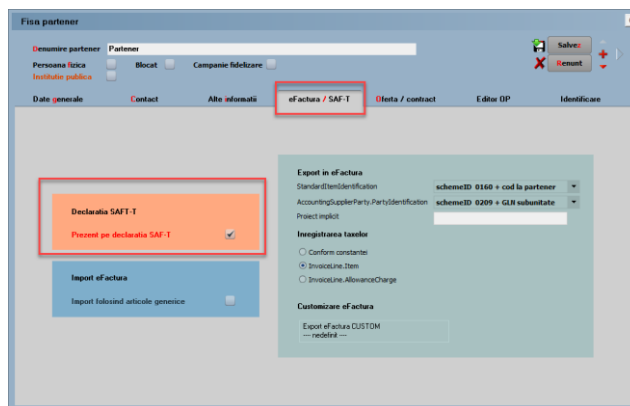 Fisa partener
Denumire partener Partener
Persoana fizica Blocat Campanie fidelizare
Institutie publica
Salvez
Renunt
Date generale Contact Alte informatii eFactura / SAF-T Oferta / contract Editor OP Identificare
Declaratia SAFT-T
Prezent pe declaratia SAF-T
Import eFactura
Import folosind articole generice
Export in eFactura
StandardItemIdentification schemeID 0160 + cod la partener
AccountingSupplierParty.PartyIdentification schemeID 0209 + GLN subunitate
Proiect implicit
Inregistrarea taxelor
Conform constantei
InvoiceLine.Item
InvoiceLine.AllowanceCharge
Customizare eFactura
Export eFactura CUSTOM
--- nedefinit ---